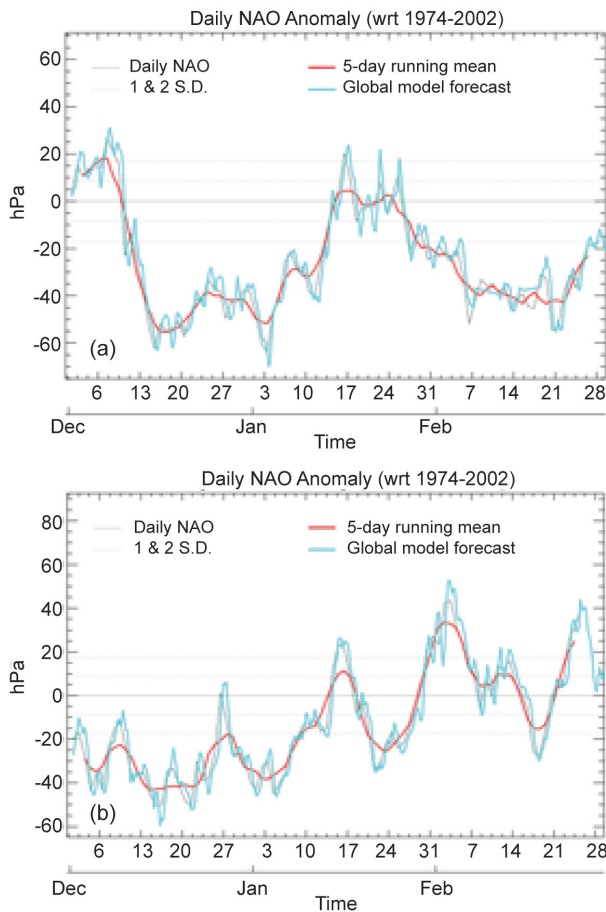 Daily NAO Anomaly (wrt 1974-2002)
60
40
20
0
-20
-40
-60
hPa
Daily NAO
1 & 2 S.D.
5-day running mean
Global model forecast
(a)
6 13 20 27 3 10 17 24 31 7 14 21 28
Dec Jan Feb
Time
Daily NAO Anomaly (wrt 1974-2002)
80
60
40
20
0
-20
-40
-60
hPa
Daily NAO
1 & 2 S.D.
5-day running mean
Global model forecast
(b)
6 13 20 27 3 10 17 24 31 7 14 21 28
Dec Jan Feb
Time